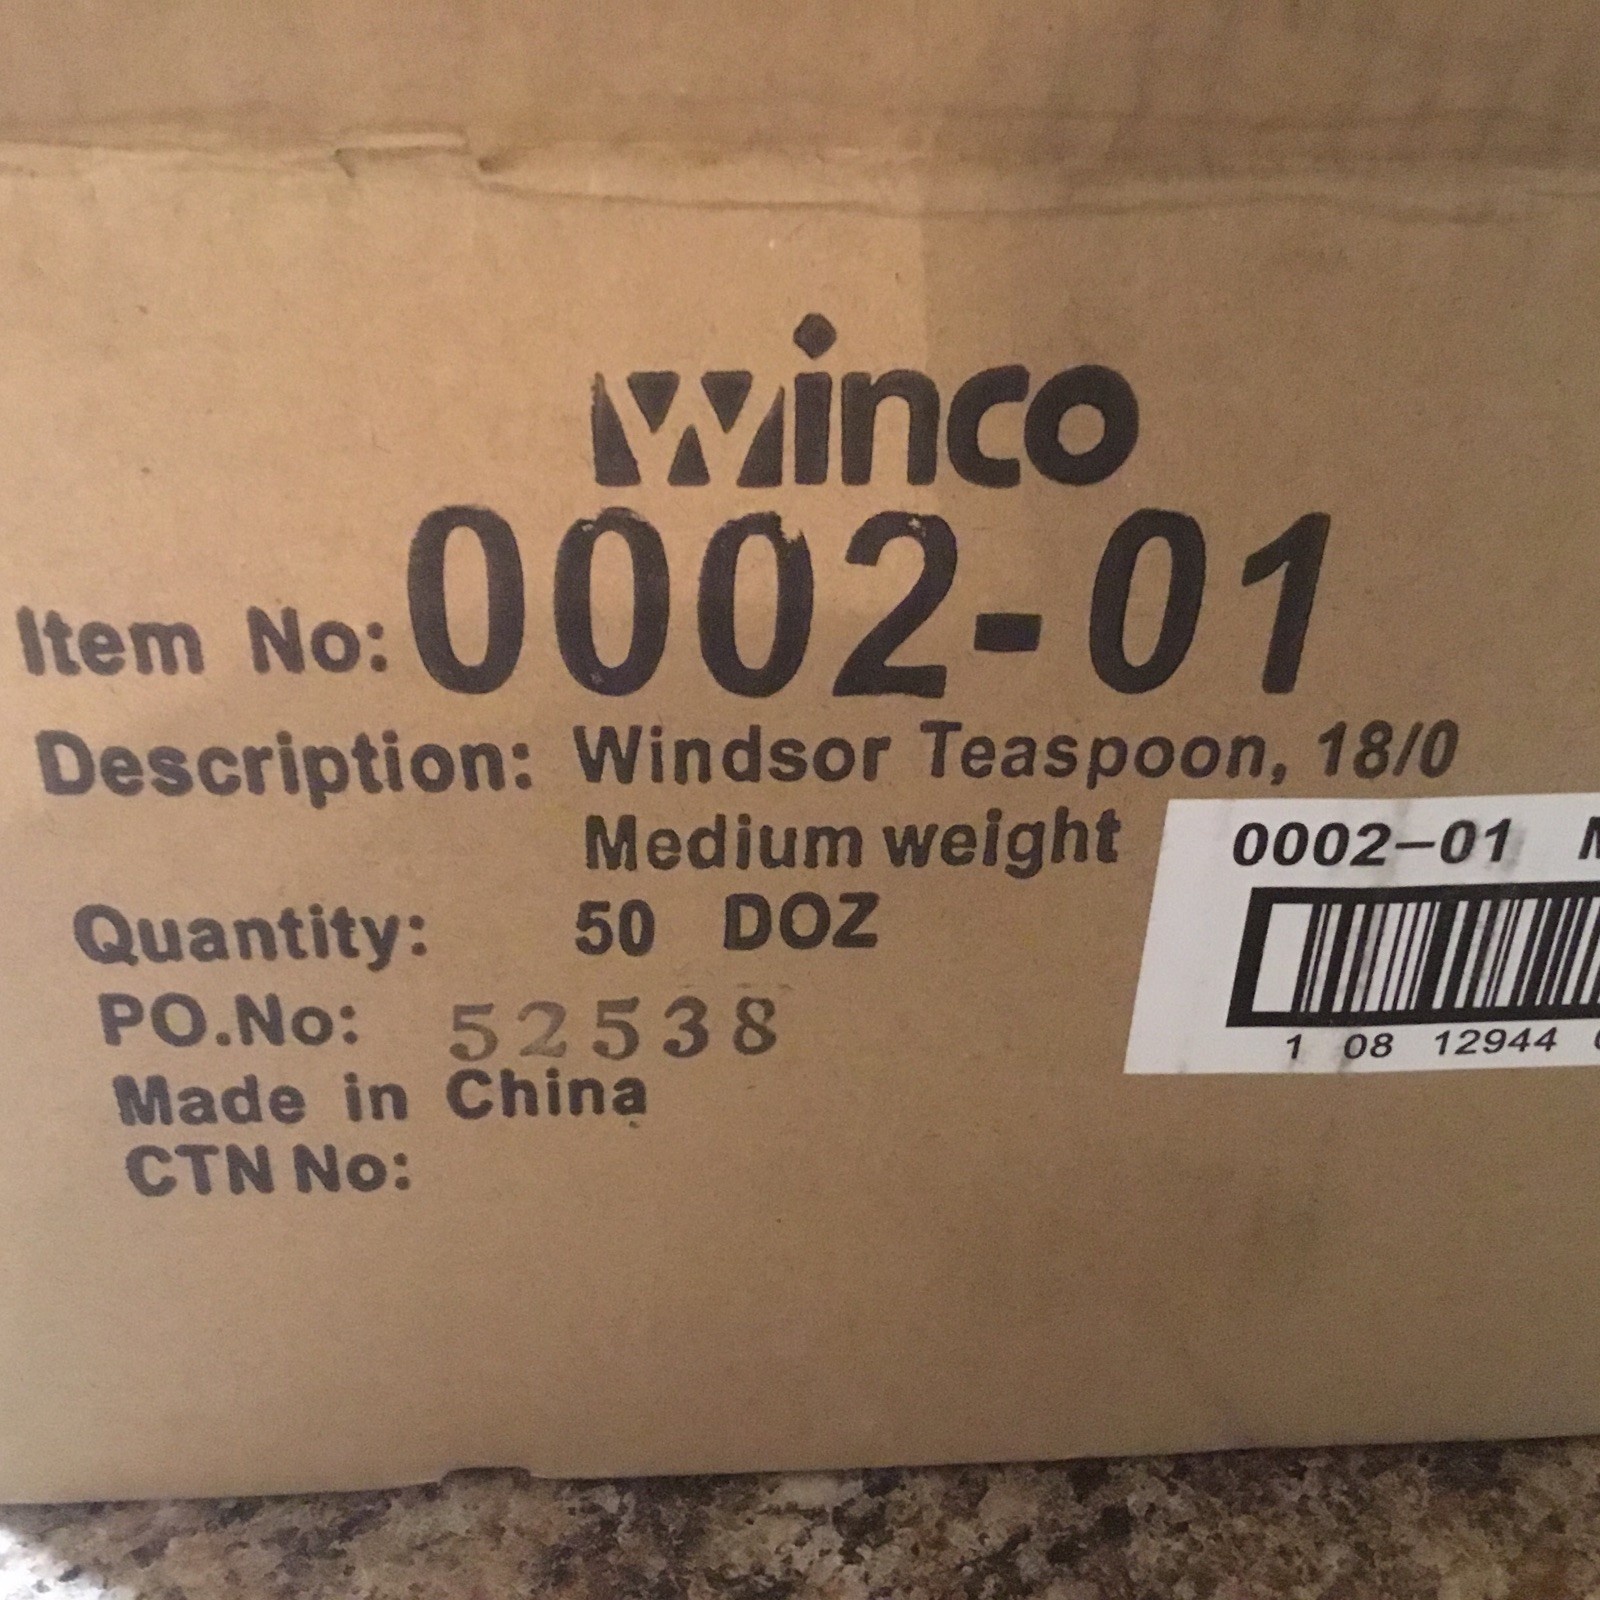 winco
Item No: 0002-01
Description: Windsor Teaspoon, 18/0
Medium weight
0002-01
Quantity: 50 DOZ
1 08 12944
PO.No: 52538
Made in China
CTN No: